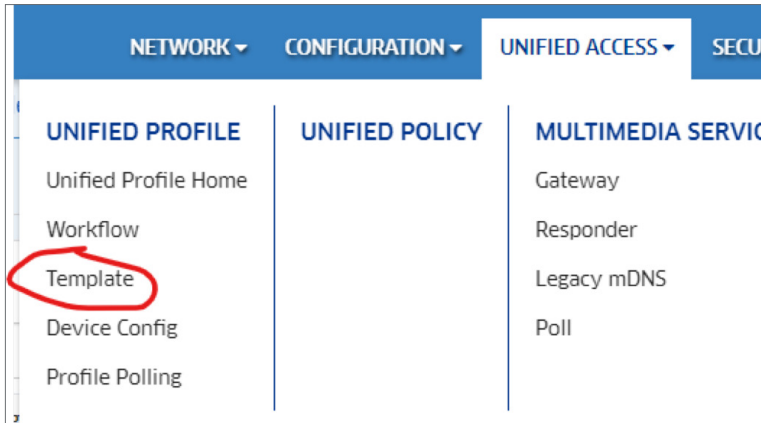 NETWORK CONFIGURATION UNIFIED ACCESS
UNIFIED PROFILE UNIFIED POLICY MULTIMEDIA
Unified Profile Home Gateway
Workflow Responder
Template Legacy mDNS
Device Config Poll
Profile Polling